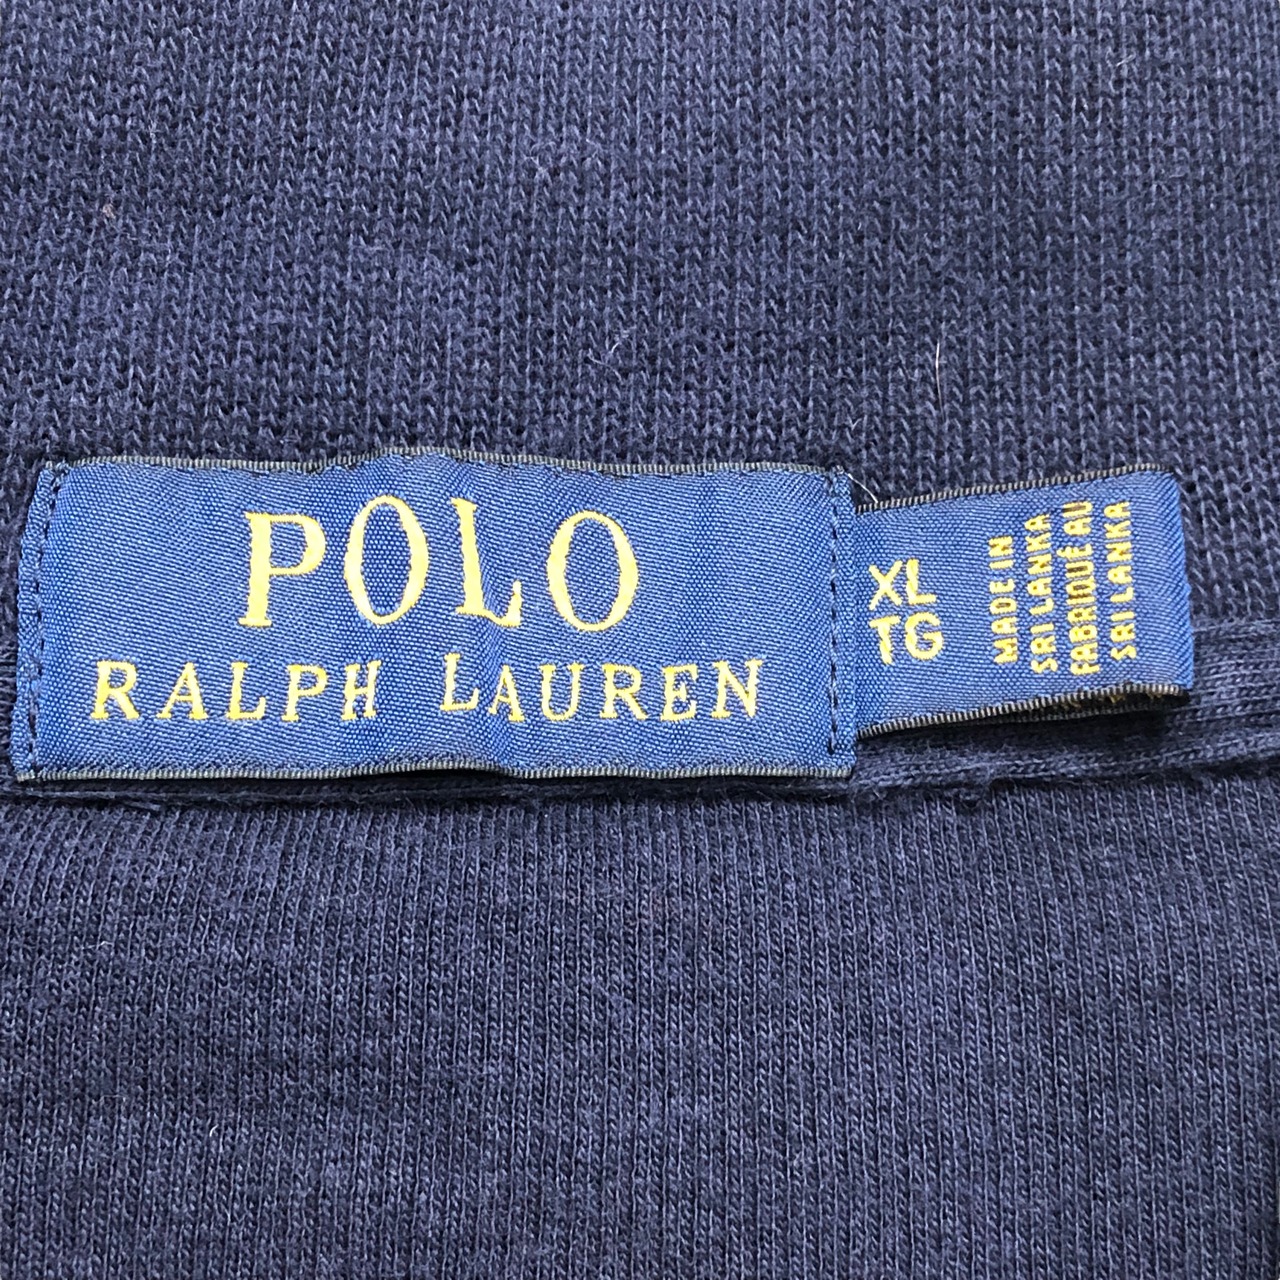 POLO
RALPH LAUREN
XL
TG
MADE IN
SRI LANKA
FABRIQUÉ AU
SRI LANKA